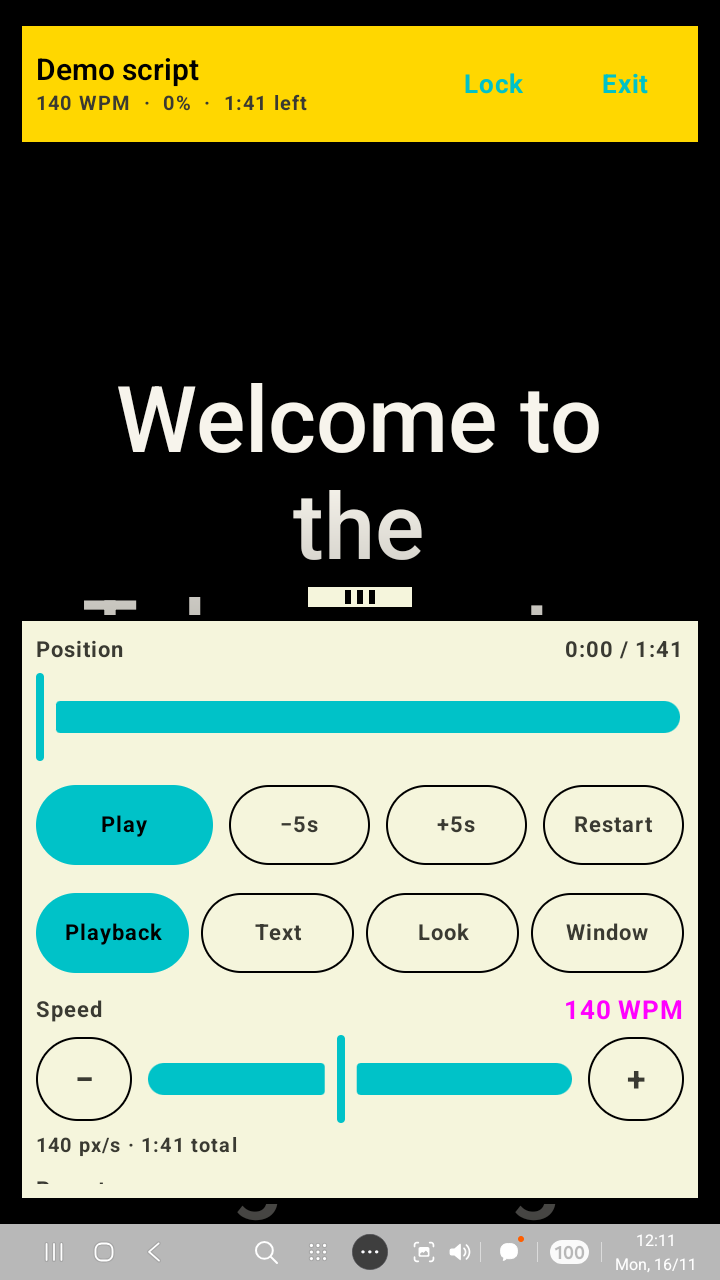 Demo script
140 WPM · 0% · 1:41 left
Lock
Exit
Welcome to
the
Position
0:00 / 1:41
Play
−5s
+5s
Restart
Playback
Text
Look
Window
Speed
140 WPM
−
+
140 px/s · 1:41 total
100
12:11
Mon, 16/11